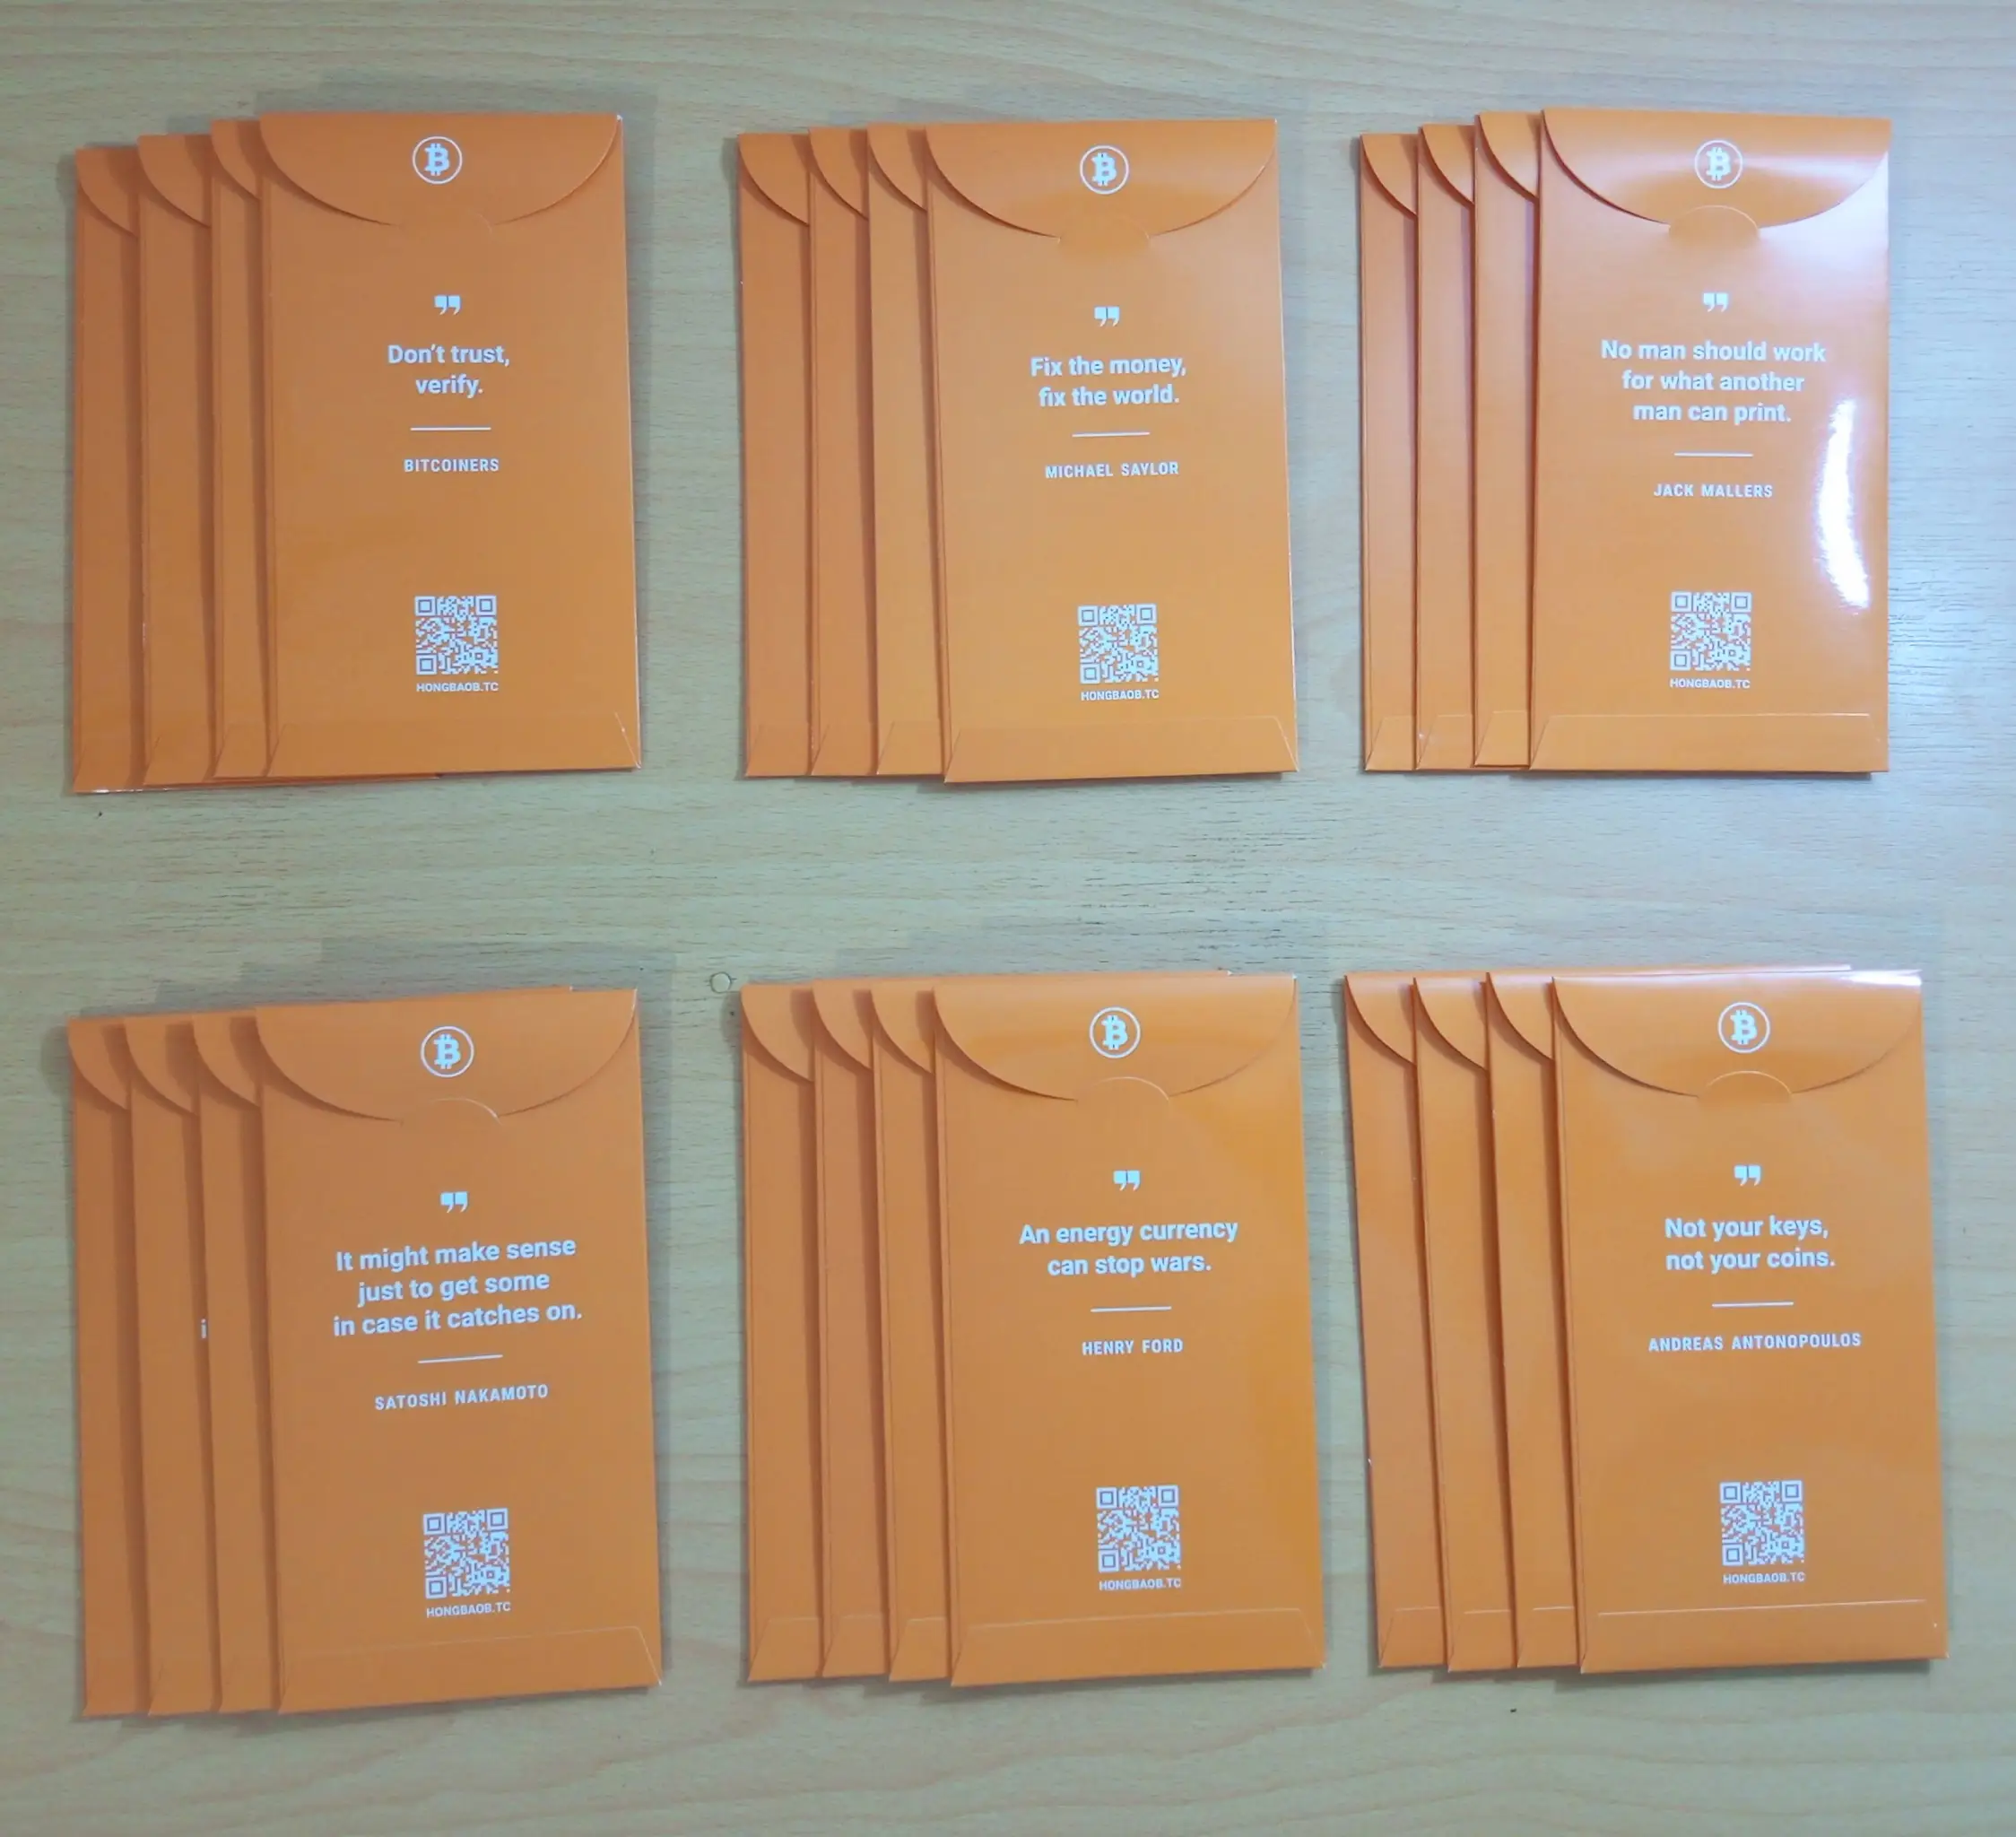 Don't trust,
verify.
BITCOINERS
HONGBAOB.TC
Fix the money,
fix the world.
MICHAEL SAYLOR
HONGBAOB.TC
No man should work
for what another
man can print.
JACK MALLERS
HONGBAOB.TC
i
It might make sense
just to get some
in case it catches on.
SATOSHI NAKAMOTO
HONGBAOB.TC
An energy currency
can stop wars.
HENRY FORD
HONGBAOB.TC
Not your keys,
not your coins.
ANDREAS ANTONOPOULOS
HONGBAOB.TC